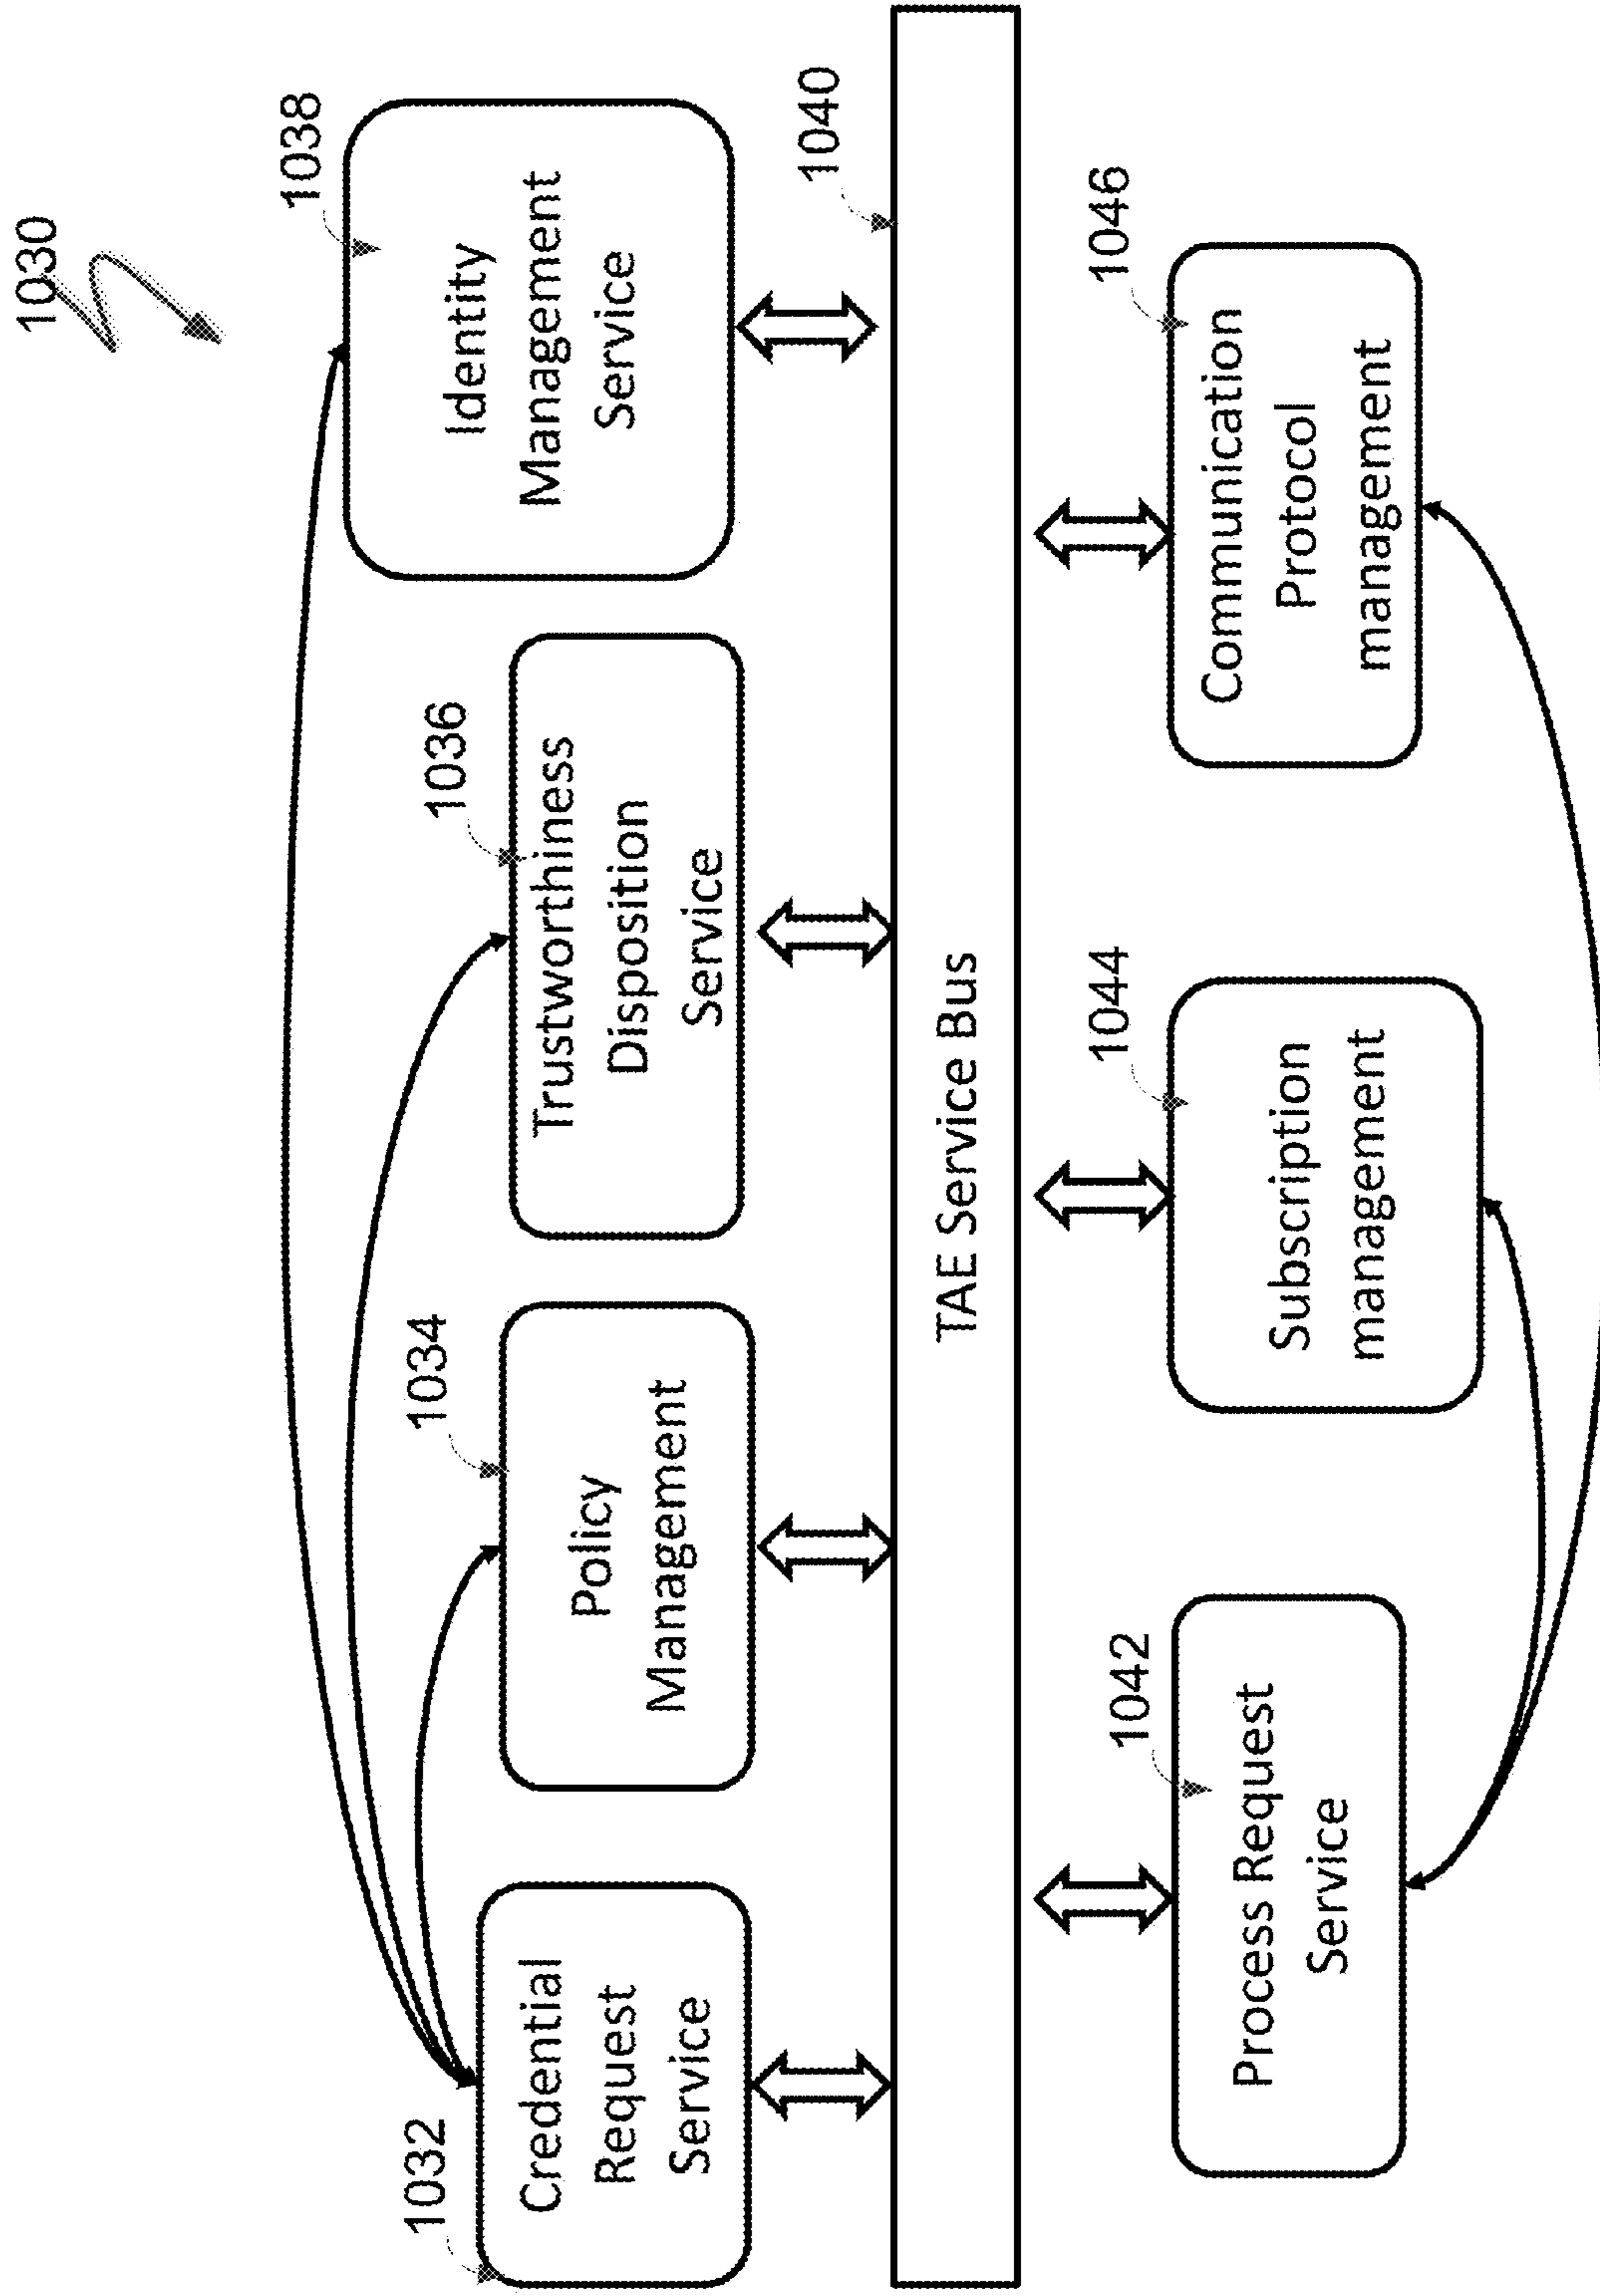 1030
1038
Identity
Management
Service
1036
Trustworthiness
Disposition
Service
1034
Policy
Management
1032
Credential
Request
Service
1040
TAE Service Bus
1042
Process Request
Service
1044
Subscription
management
1046
Communication
Protocol
management